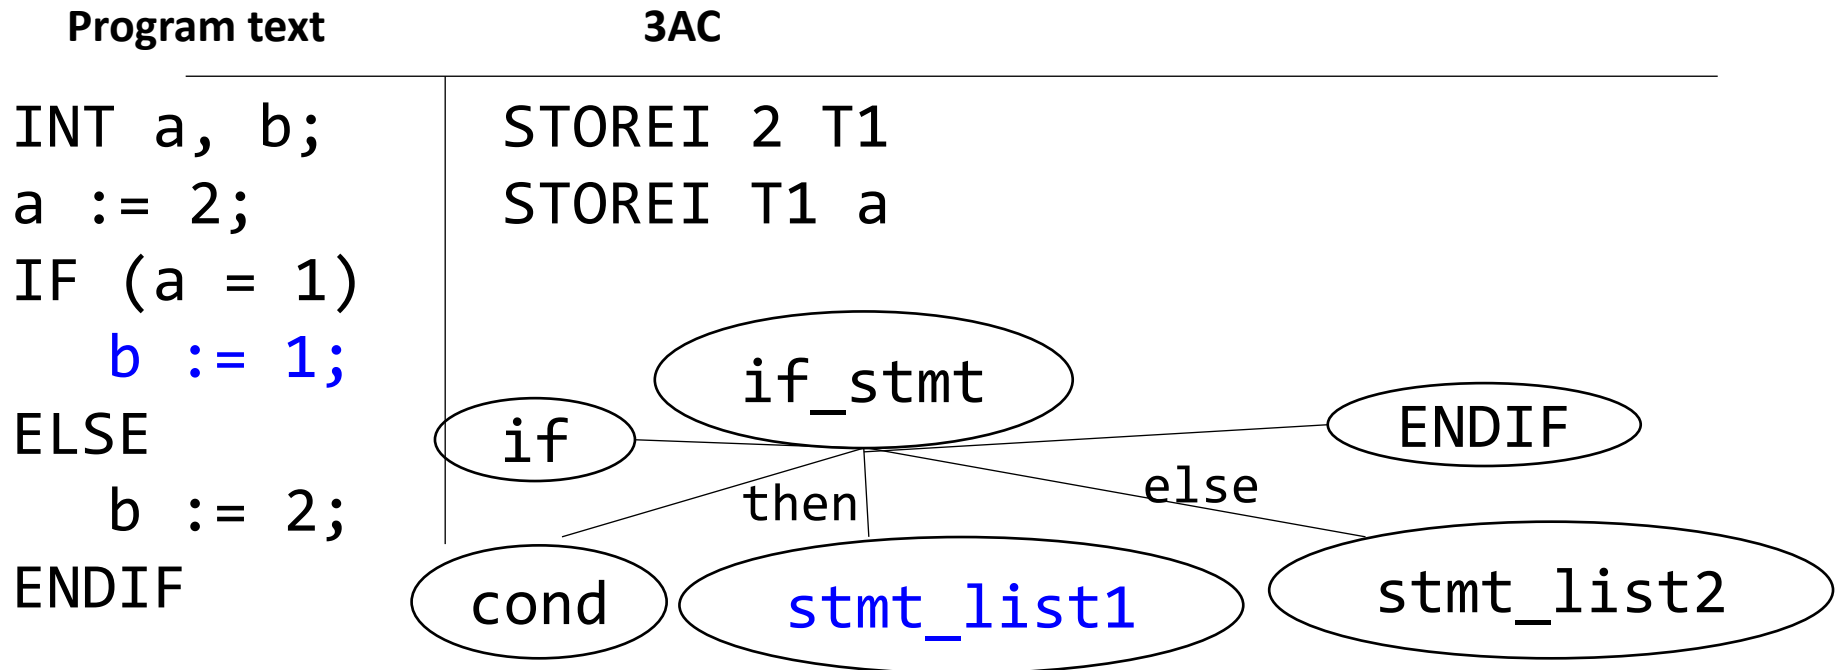 Program text
3AC
INT a, b;
a := 2;
IF (a = 1)
b := 1;
ELSE
b := 2;
ENDIF
STOREI 2 T1
STOREI T1 a
if_stmt
if
ENDIF
then
else
cond
stmt_list1
stmt_list2